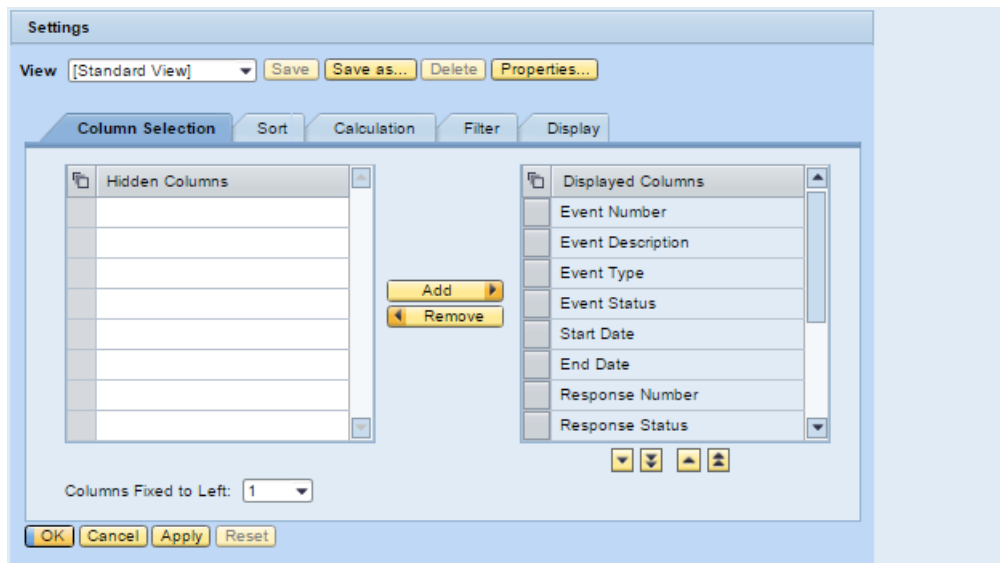 Settings
View [Standard View] Save Save as... Delete Properties...
Column Selection Sort Calculation Filter Display
Hidden Columns Displayed Columns
Event Number
Event Description
Event Type
Add Event Status
Remove Start Date
End Date
Response Number
Response Status
Columns Fixed to Left: 1
OK Cancel Apply Reset